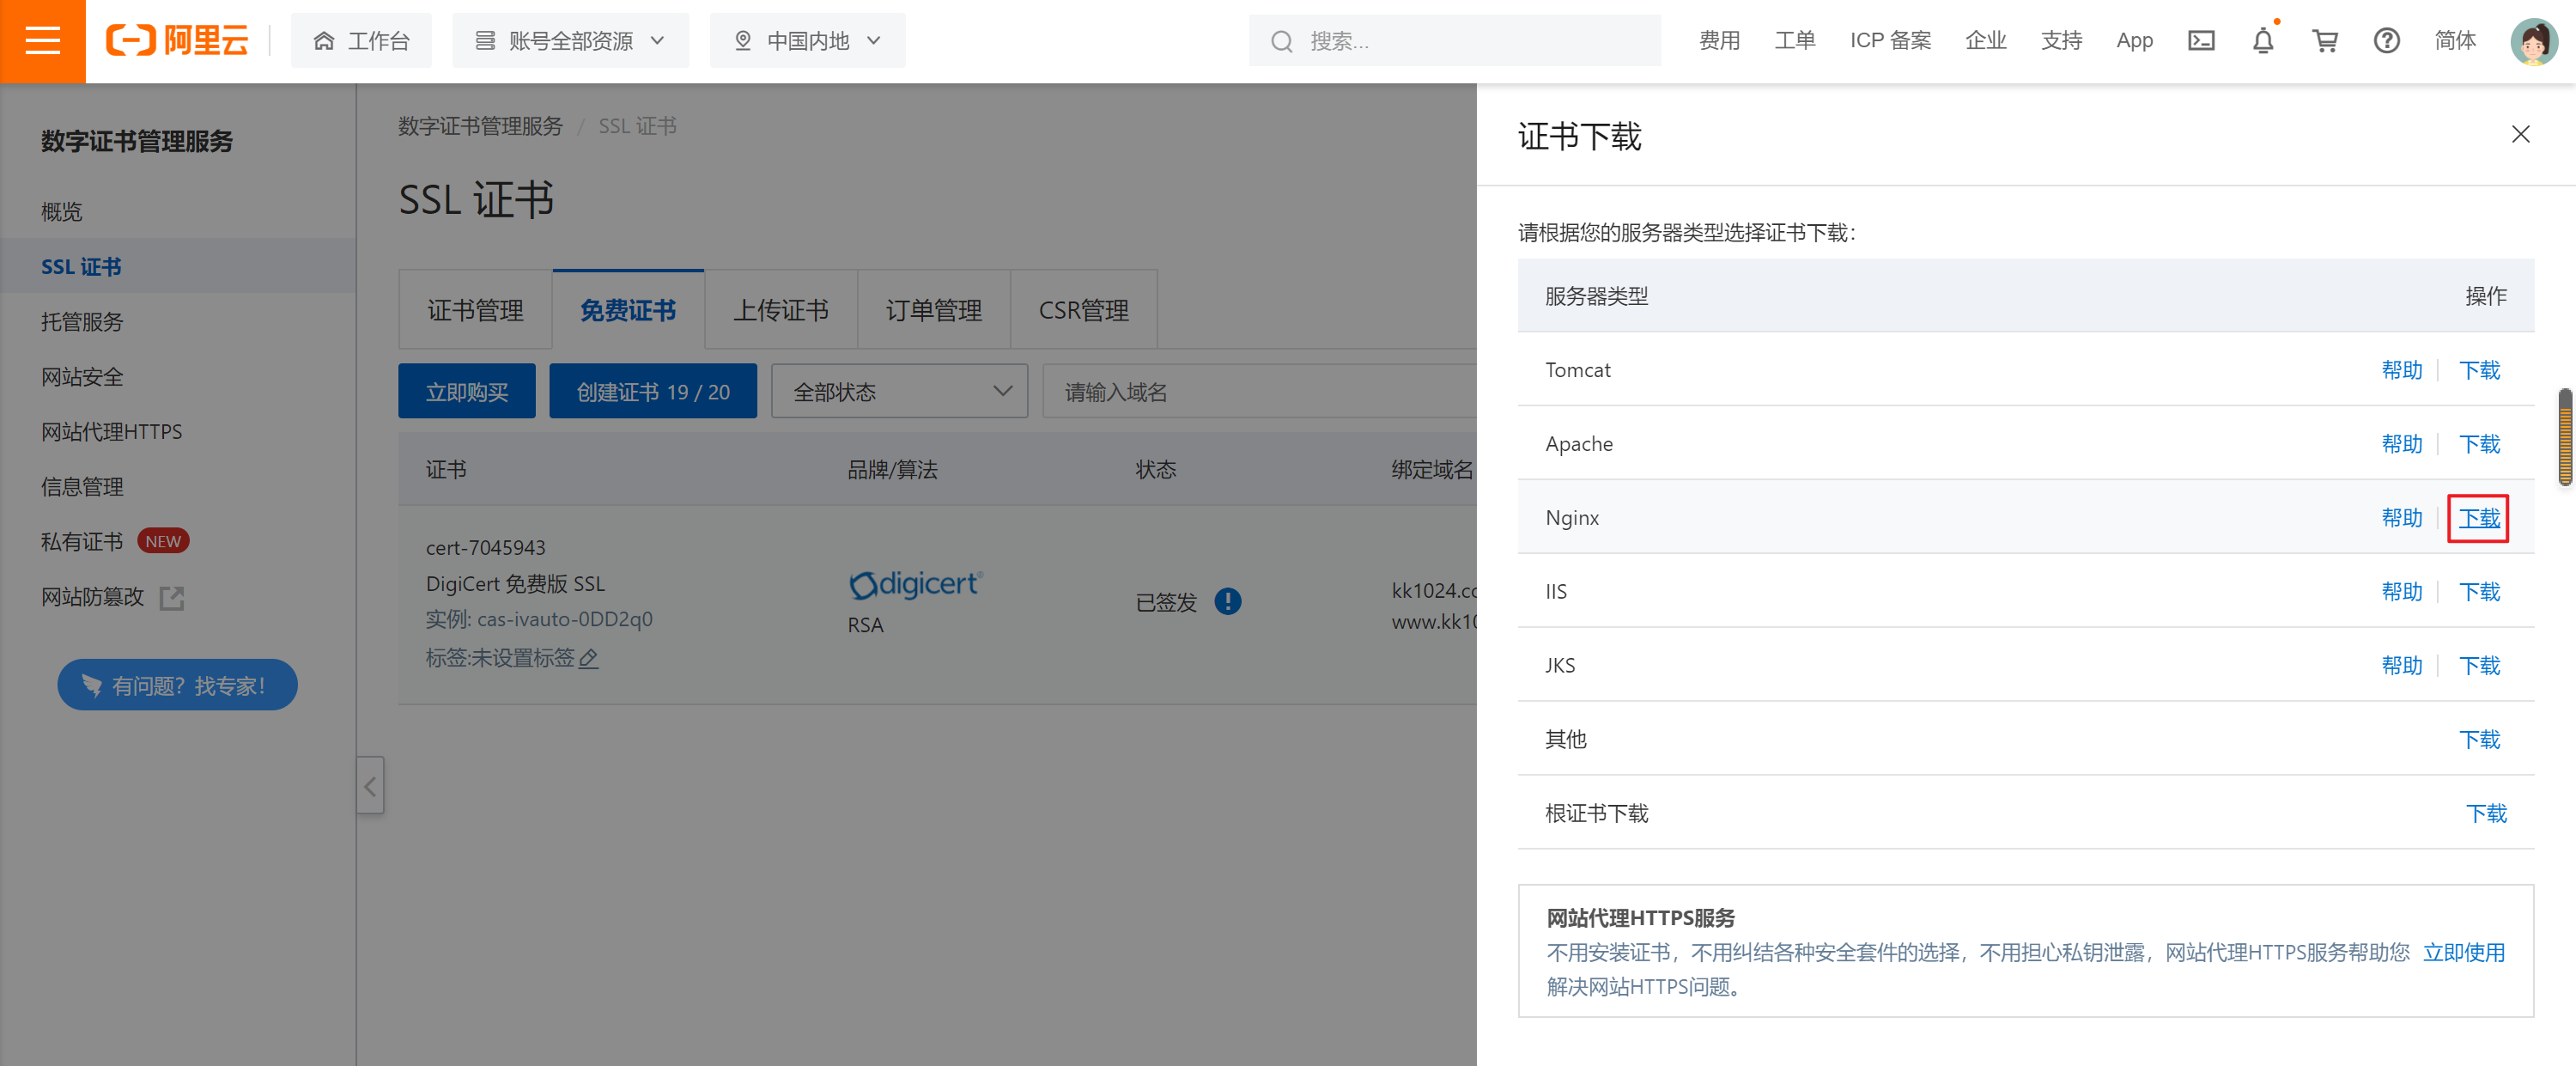 阿里云
工作台
账号全部资源
中国内地
搜索...
费用
工单
ICP 备案
企业
支持
App
简体
数字证书管理服务
概览
SSL 证书
托管服务
网站安全
网站代理HTTPS
信息管理
私有证书 NEW
网站防篡改
有问题？找专家！
数字证书管理服务 / SSL 证书
SSL 证书
证书管理
免费证书
上传证书
订单管理
CSR管理
立即购买
创建证书 19 / 20
全部状态
请输入域名
证书
品牌/算法
状态
绑定域名
cert-7045943
DigiCert 免费版 SSL
实例: cas-ivauto-0DD2q0
标签:未设置标签
digicert®
RSA
已签发
kk1024.co
www.kk10
证书下载
请根据您的服务器类型选择证书下载：
服务器类型 操作
Tomcat 帮助 下载
Apache 帮助 下载
Nginx 帮助 下载
IIS 帮助 下载
JKS 帮助 下载
其他 下载
根证书下载 下载
网站代理HTTPS服务
不用安装证书，不用纠结各种安全套件的选择，不用担心私钥泄露，网站代理HTTPS服务帮助您 立即使用
解决网站HTTPS问题。